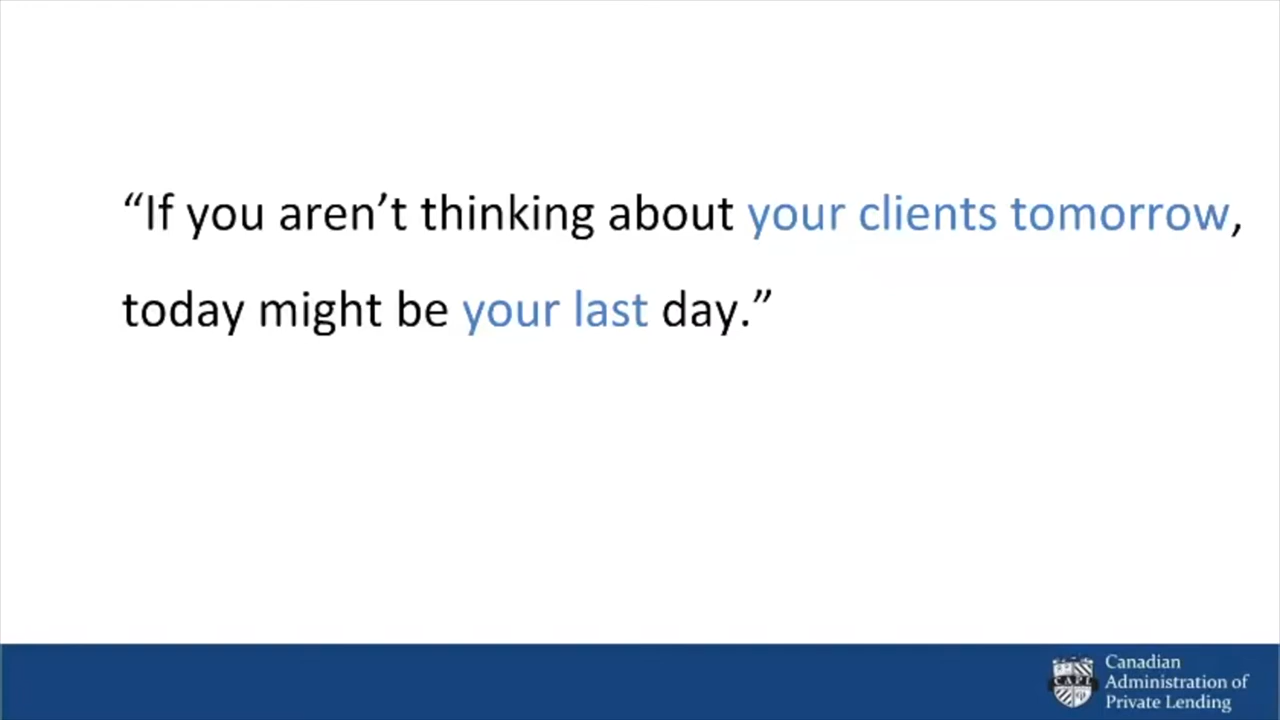 “If you aren’t thinking about your clients tomorrow,
today might be your last day.”
CAPL
Canadian
Administration of
Private Lending